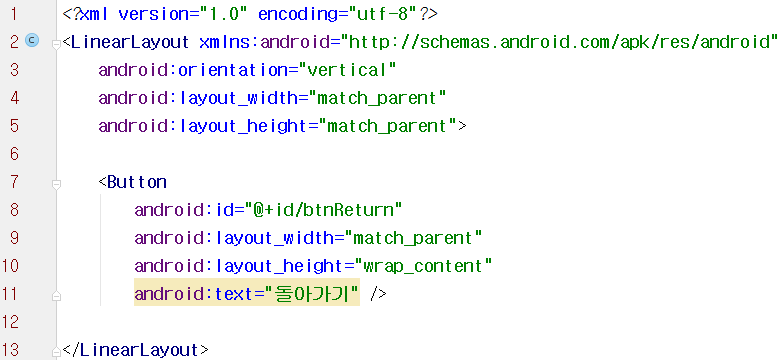 1 <?xml version="1.0" encoding="utf-8"?>
2 C <LinearLayout xmlns:android="http://schemas.android.com/apk/res/android"
3 android:orientation="vertical"
4 android:layout_width="match_parent"
5 android:layout_height="match_parent">
6
7 <Button
8 android:id="@+id/btnReturn"
9 android:layout_width="match_parent"
10 android:layout_height="wrap_content"
11 android:text="돌아가기" />
12
13 </LinearLayout>